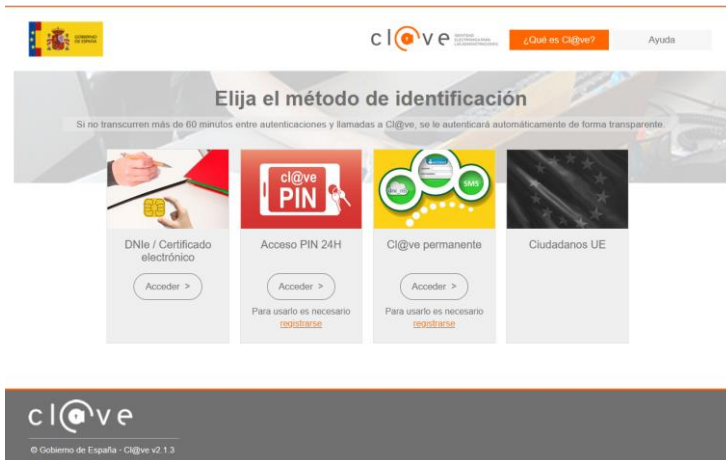 GOBIERNO
DE ESPAÑA
cl@ve
¿Qué es Cl@ve?
Ayuda
Elija el método de identificación
Si no transcurren más de 60 minutos entre autenticaciones y llamadas a Cl@ve, se le autenticará automáticamente de forma transparente.
cl@ve
PIN
SMS
DNIe / Certificado
electrónico
Acceder >
Acceso PIN 24H
Acceder >
Para usarlo es necesario
registrarse
Cl@ve permanente
Acceder >
Para usarlo es necesario
registrarse
Ciudadanos UE
cl@ve
© Gobierno de España - Cl@ve v2.1.3